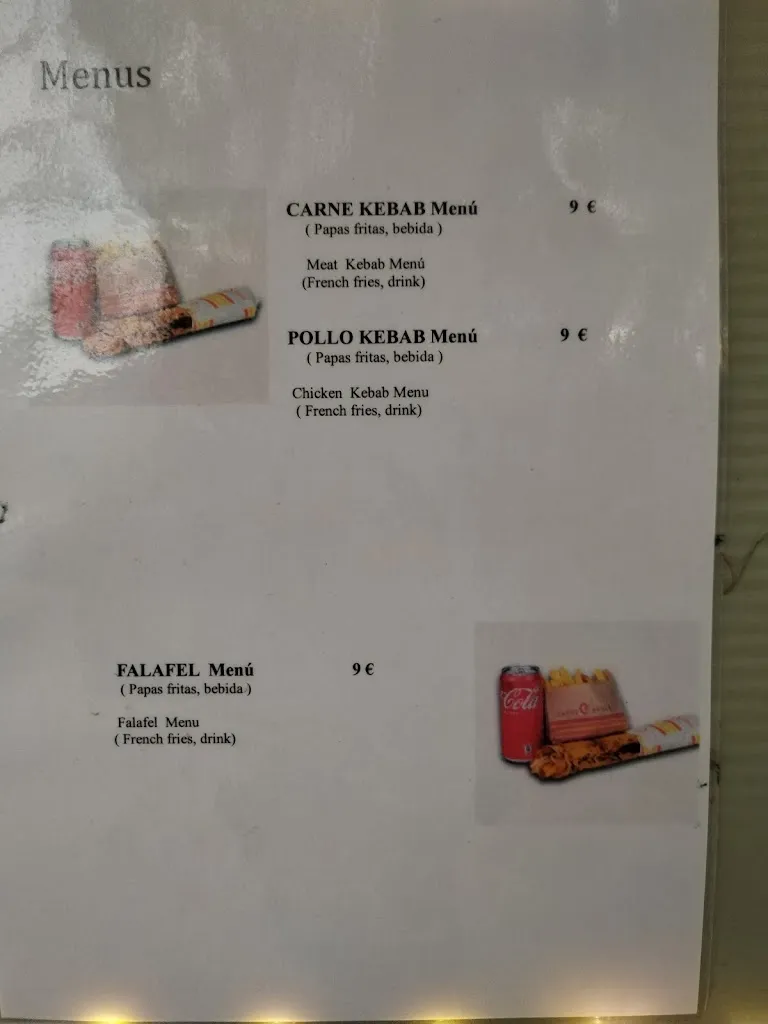 Menus
CARNE KEBAB Menú 9 €
( Papas fritas, bebida )
Meat Kebab Menú
(French fries, drink)
POLLO KEBAB Menú 9 €
( Papas fritas, bebida )
Chicken Kebab Menu
( French fries, drink)
FALAFEL Menú 9 €
( Papas fritas, bebida )
Falafel Menu
( French fries, drink)
Coca-Cola